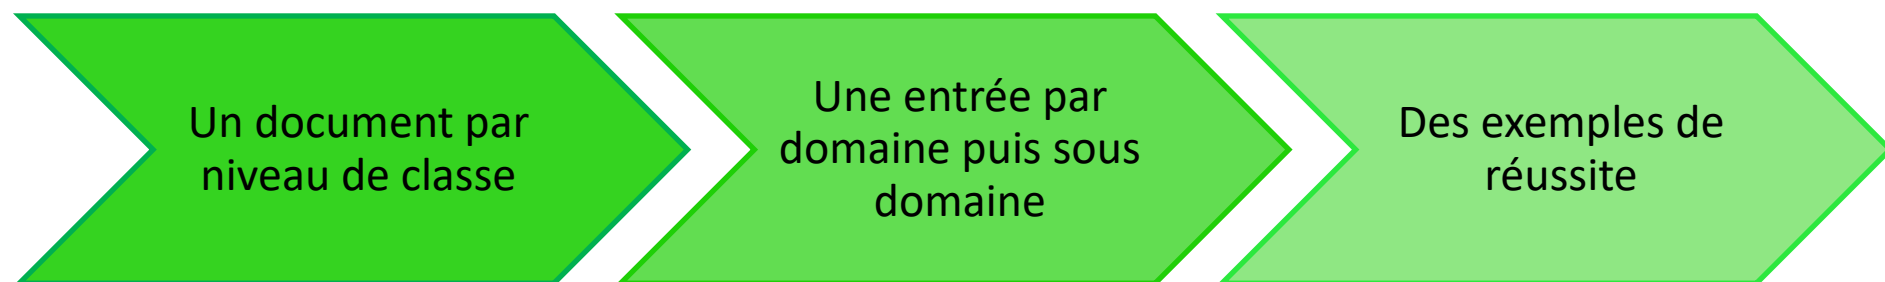 Un document par
niveau de classe
Une entrée par
domaine puis sous
domaine
Des exemples de
réussite